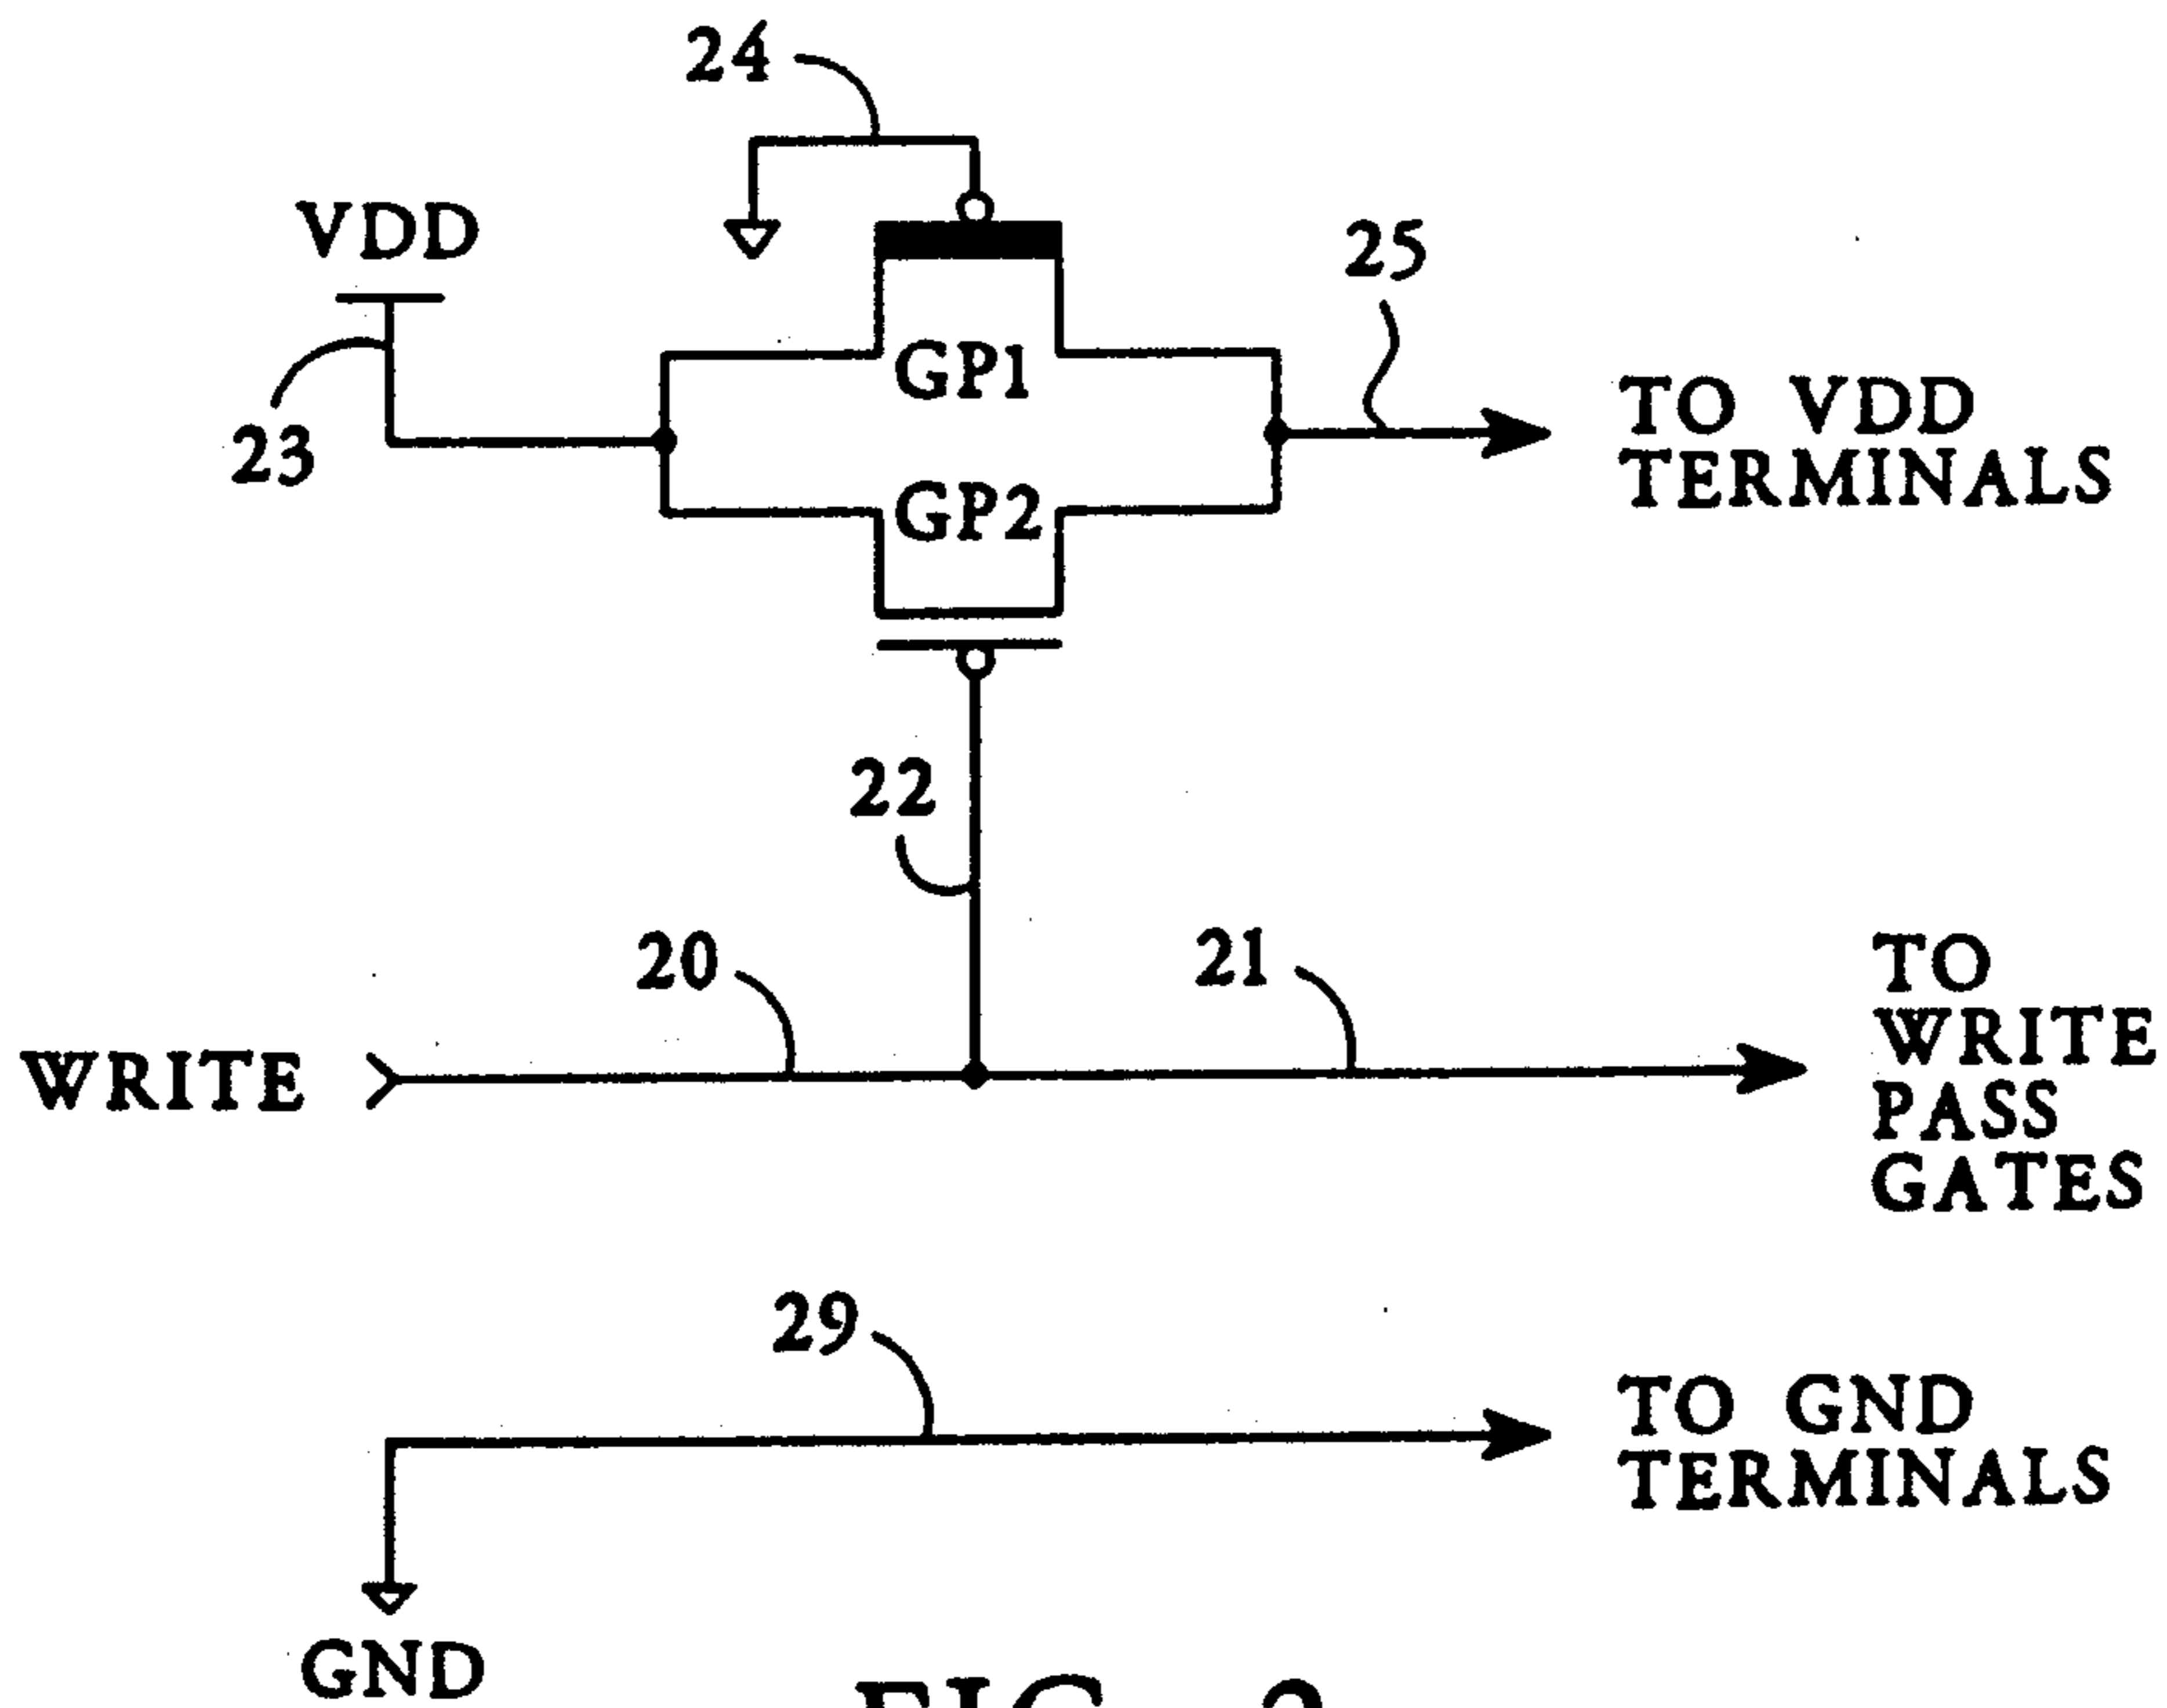 24
VDD
25
GP1
TO VDD
TERMINALS
23
GP2
22
20
21
TO
WRITE
PASS
GATES
WRITE
29
TO GND
TERMINALS
GND